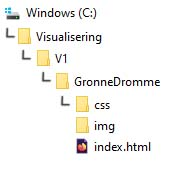 Windows (C:)
Visualisering
V1
GronneDromme
css
img
index.html